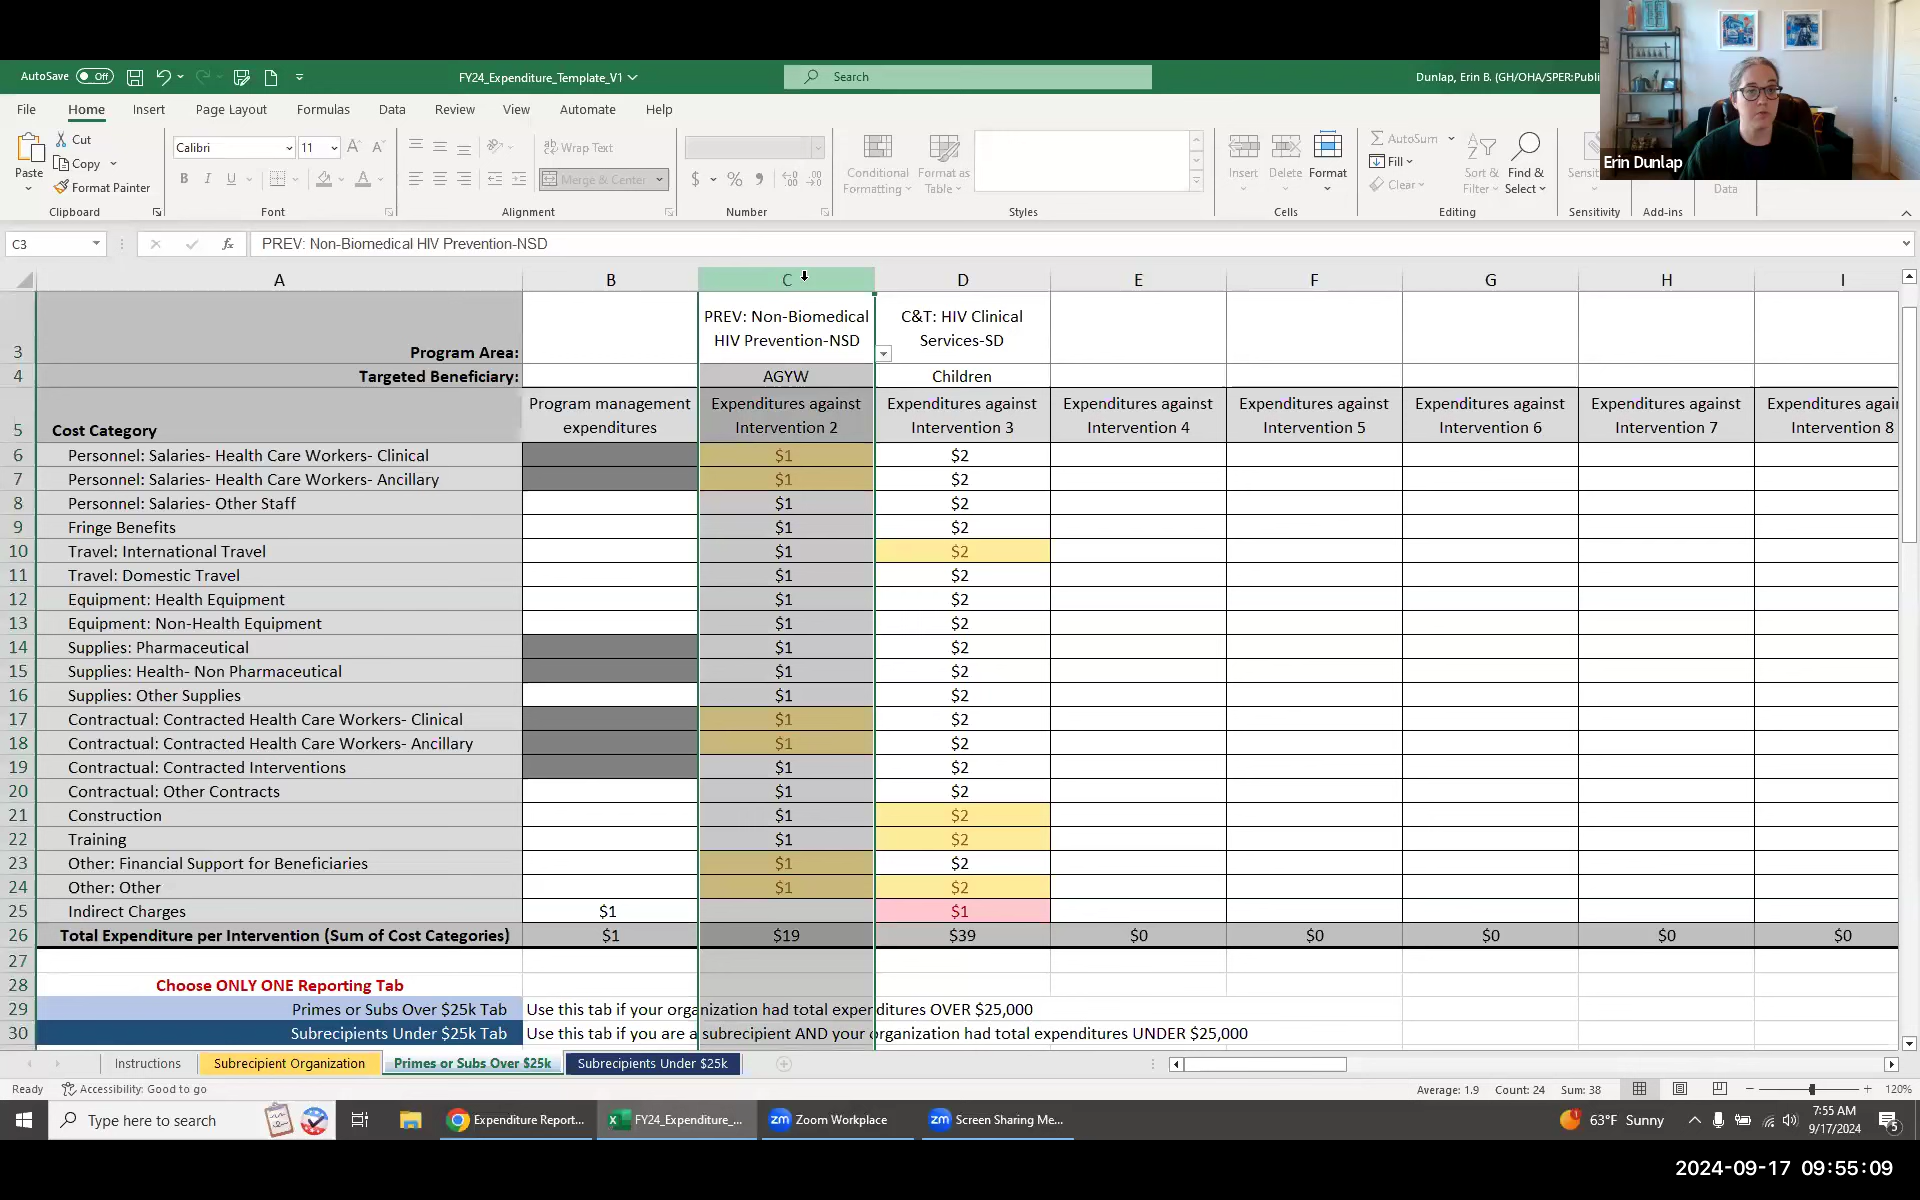 AutoSave Off
FY24_Expenditure_Template_V1
Search
Dunlap, Erin B. (GH/OHA/SPER:Publi
Erin Dunlap
File Home Insert Page Layout Formulas Data Review View Automate Help
Paste
Cut
Copy
Format Painter
Clipboard
Calibri 11
B I U
Font
Wrap Text
Merge & Center
Alignment
$ % 9
Number
Conditional Formatting
Format as Table
Styles
Insert
Delete
Format
Cells
AutoSum
Fill
Clear
Sort & Filter
Find & Select
Editing
Sensitivity
Add-ins
Data
C3
fx
PREV: Non-Biomedical HIV Prevention-NSD
A B C D E F G H I
3 Program Area: PREV: Non-Biomedical HIV Prevention-NSD C&T: HIV Clinical Services-SD
4 Targeted Beneficiary: AGYW Children
5 Cost Category Program management expenditures Expenditures against Intervention 2 Expenditures against Intervention 3 Expenditures against Intervention 4 Expenditures against Intervention 5 Expenditures against Intervention 6 Expenditures against Intervention 7 Expenditures agai Intervention 8
6 Personnel: Salaries- Health Care Workers- Clinical $1 $2
7 Personnel: Salaries- Health Care Workers- Ancillary $1 $2
8 Personnel: Salaries- Other Staff $1 $2
9 Fringe Benefits $1 $2
10 Travel: International Travel $1 $2
11 Travel: Domestic Travel $1 $2
12 Equipment: Health Equipment $1 $2
13 Equipment: Non-Health Equipment $1 $2
14 Supplies: Pharmaceutical $1 $2
15 Supplies: Health- Non Pharmaceutical $1 $2
16 Supplies: Other Supplies $1 $2
17 Contractual: Contracted Health Care Workers- Clinical $1 $2
18 Contractual: Contracted Health Care Workers- Ancillary $1 $2
19 Contractual: Contracted Interventions $1 $2
20 Contractual: Other Contracts $1 $2
21 Construction $1 $2
22 Training $1 $2
23 Other: Financial Support for Beneficiaries $1 $2
24 Other: Other $1 $2
25 Indirect Charges $1 $1
26 Total Expenditure per Intervention (Sum of Cost Categories) $1 $19 $39 $0 $0 $0 $0 $0
27
28 Choose ONLY ONE Reporting Tab
29 Primes or Subs Over $25k Tab Use this tab if your organization had total expenditures OVER $25,000
30 Subrecipients Under $25k Tab Use this tab if you are a subrecipient AND your organization had total expenditures UNDER $25,000
Instructions Subrecipient Organization Primes or Subs Over $25k Subrecipients Under $25k
Ready Accessibility: Good to go Average: 1.9 Count: 24 Sum: 38 120%
Type here to search Expenditure Report... FY24_Expenditure_... zm Zoom Workplace zm Screen Sharing Me... 63°F Sunny 7:55 AM
9/17/2024
5
2024-09-17 09:55:09